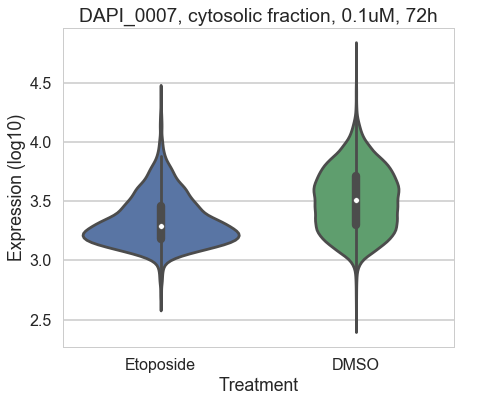 DAPI_0007, cytosolic fraction, 0.1uM, 72h
Expression (log10)
4.5
4.0
3.5
3.0
2.5
Etoposide DMSO
Treatment